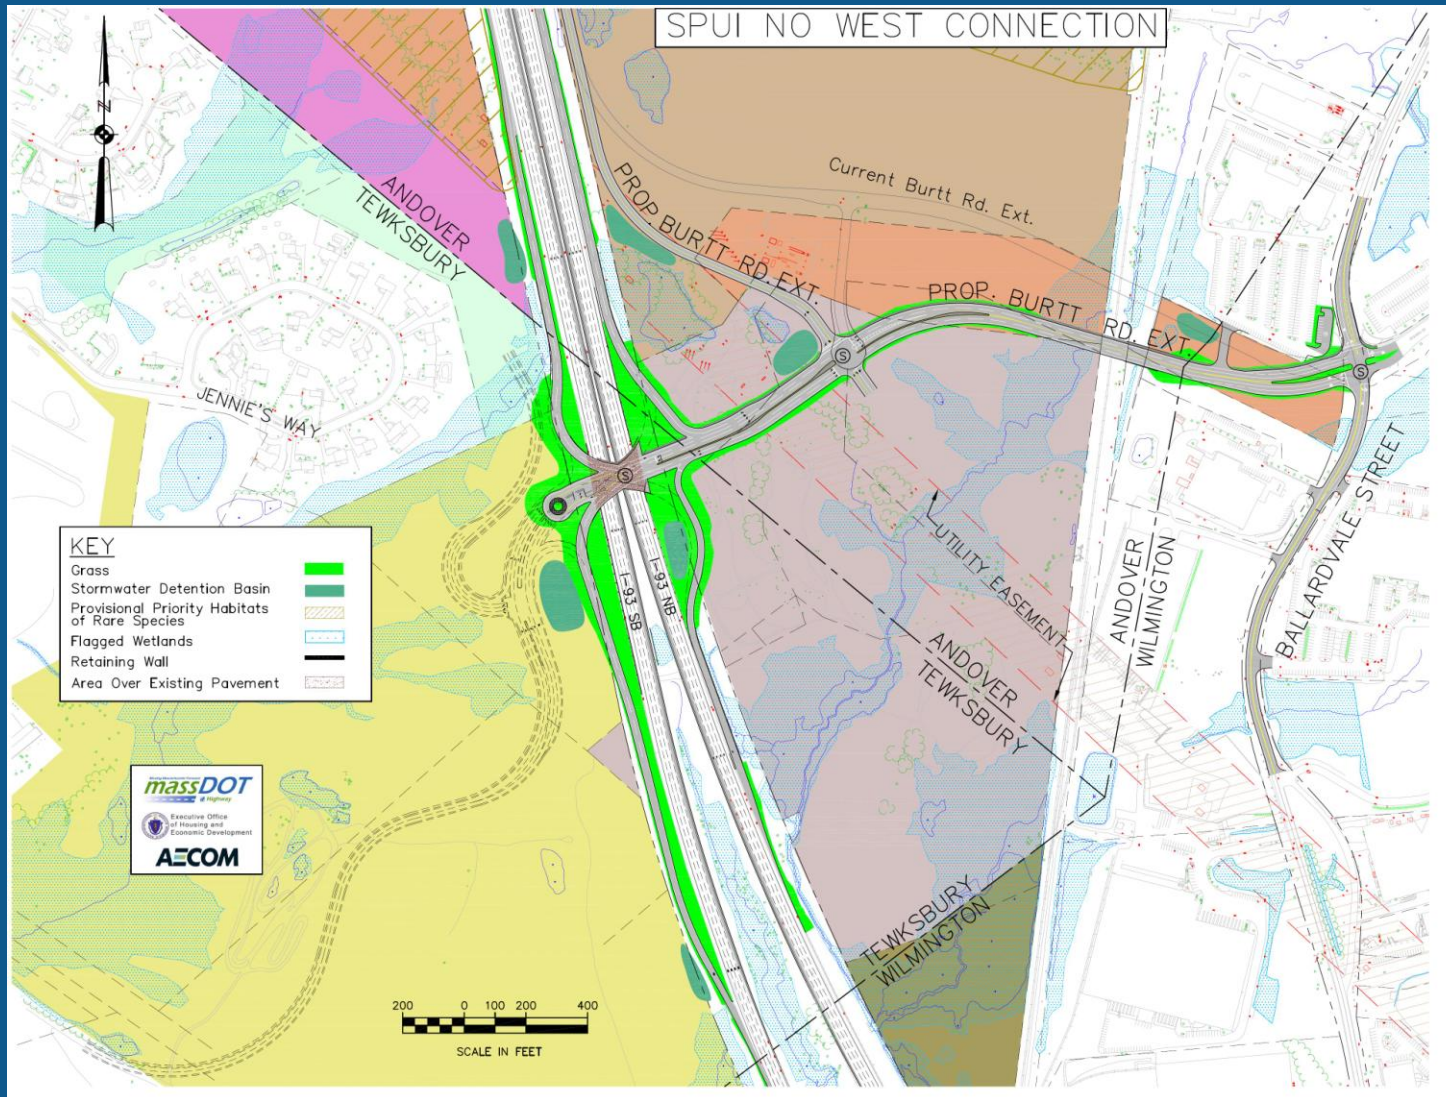 SPUI NO WEST CONNECTION
N
ANDOVER
TEWKSBURY
Current Burtt Rd. Ext.
PROP. BURTT RD. EXT.
PROP. BURTT RD. EXT.
S
S
S
JENNIE'S WAY
BALLARDVALE STREET
UTILITY EASEMENT
ANDOVER
WILMINGTON
I-93 SB
I-93 NB
ANDOVER
TEWKSBURY
TEWKSBURY
WILMINGTON
KEY
Grass
Stormwater Detention Basin
Provisional Priority Habitats
of Rare Species
Flagged Wetlands
Retaining Wall
Area Over Existing Pavement
massDOT
Highway
Executive Office
of Housing and
Economic Development
AECOM
200 0 100 200 400
SCALE IN FEET